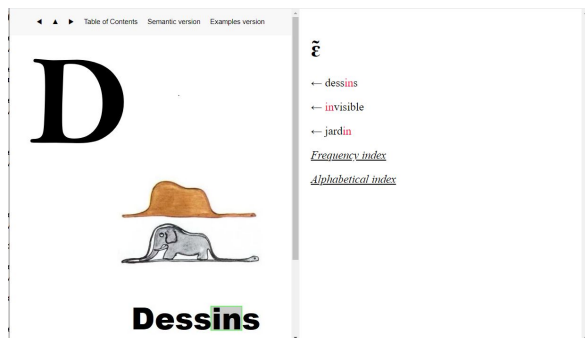 ◄ ▲ ► Table of Contents Semantic version Examples version
D
Dessins
ɛ̃
← dessins
← invisible
← jardin
Frequency index
Alphabetical index